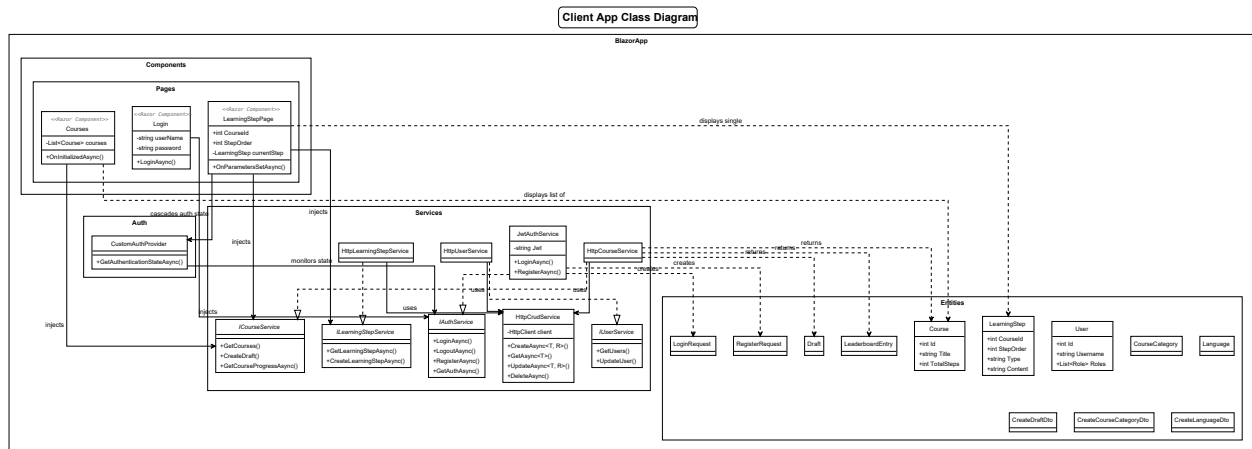 Client App Class Diagram
BlazorApp
Components
Pages
<<Razor Component>>
Courses
-List<Course> courses
+OnInitializedAsync()
<<Razor Component>>
Login
-string userName
-string password
+LoginAsync()
<<Razor Component>>
LearningStepPage
+int CourseId
+int StepOrder
-LearningStep currentStep
+OnParametersSetAsync()
displays single
displays list of
cascades auth state
injects
injects
injects
injects
Auth
CustomAuthProvider
+GetAuthenticationStateAsync()
monitors state
Services
HttpLearningStepService
HttpUserService
JwtAuthService
-string Jwt
+LoginAsync()
+RegisterAsync()
HttpCourseService
returns
returns
returns
creates
creates
uses
uses
uses
ICourseService
+GetCourses()
+CreateDraft()
+GetCourseProgressAsync()
ILearningStepService
+GetLearningStepAsync()
+CreateLearningStepAsync()
IAuthService
+LoginAsync()
+LogoutAsync()
+RegisterAsync()
+GetAuthAsync()
HttpCrudService
-HttpClient client
+CreateAsync<T, R>()
+GetAsync<T>()
+UpdateAsync<T, R>()
+DeleteAsync()
IUserService
+GetUsers()
+UpdateUser()
Entities
LoginRequest
RegisterRequest
Draft
LeaderboardEntry
Course
+int Id
+string Title
+int TotalSteps
LearningStep
+int CourseId
+int StepOrder
+string Type
+string Content
User
+int Id
+string Username
+List<Role> Roles
CourseCategory
Language
CreateDraftDto
CreateCourseCategoryDto
CreateLanguageDto